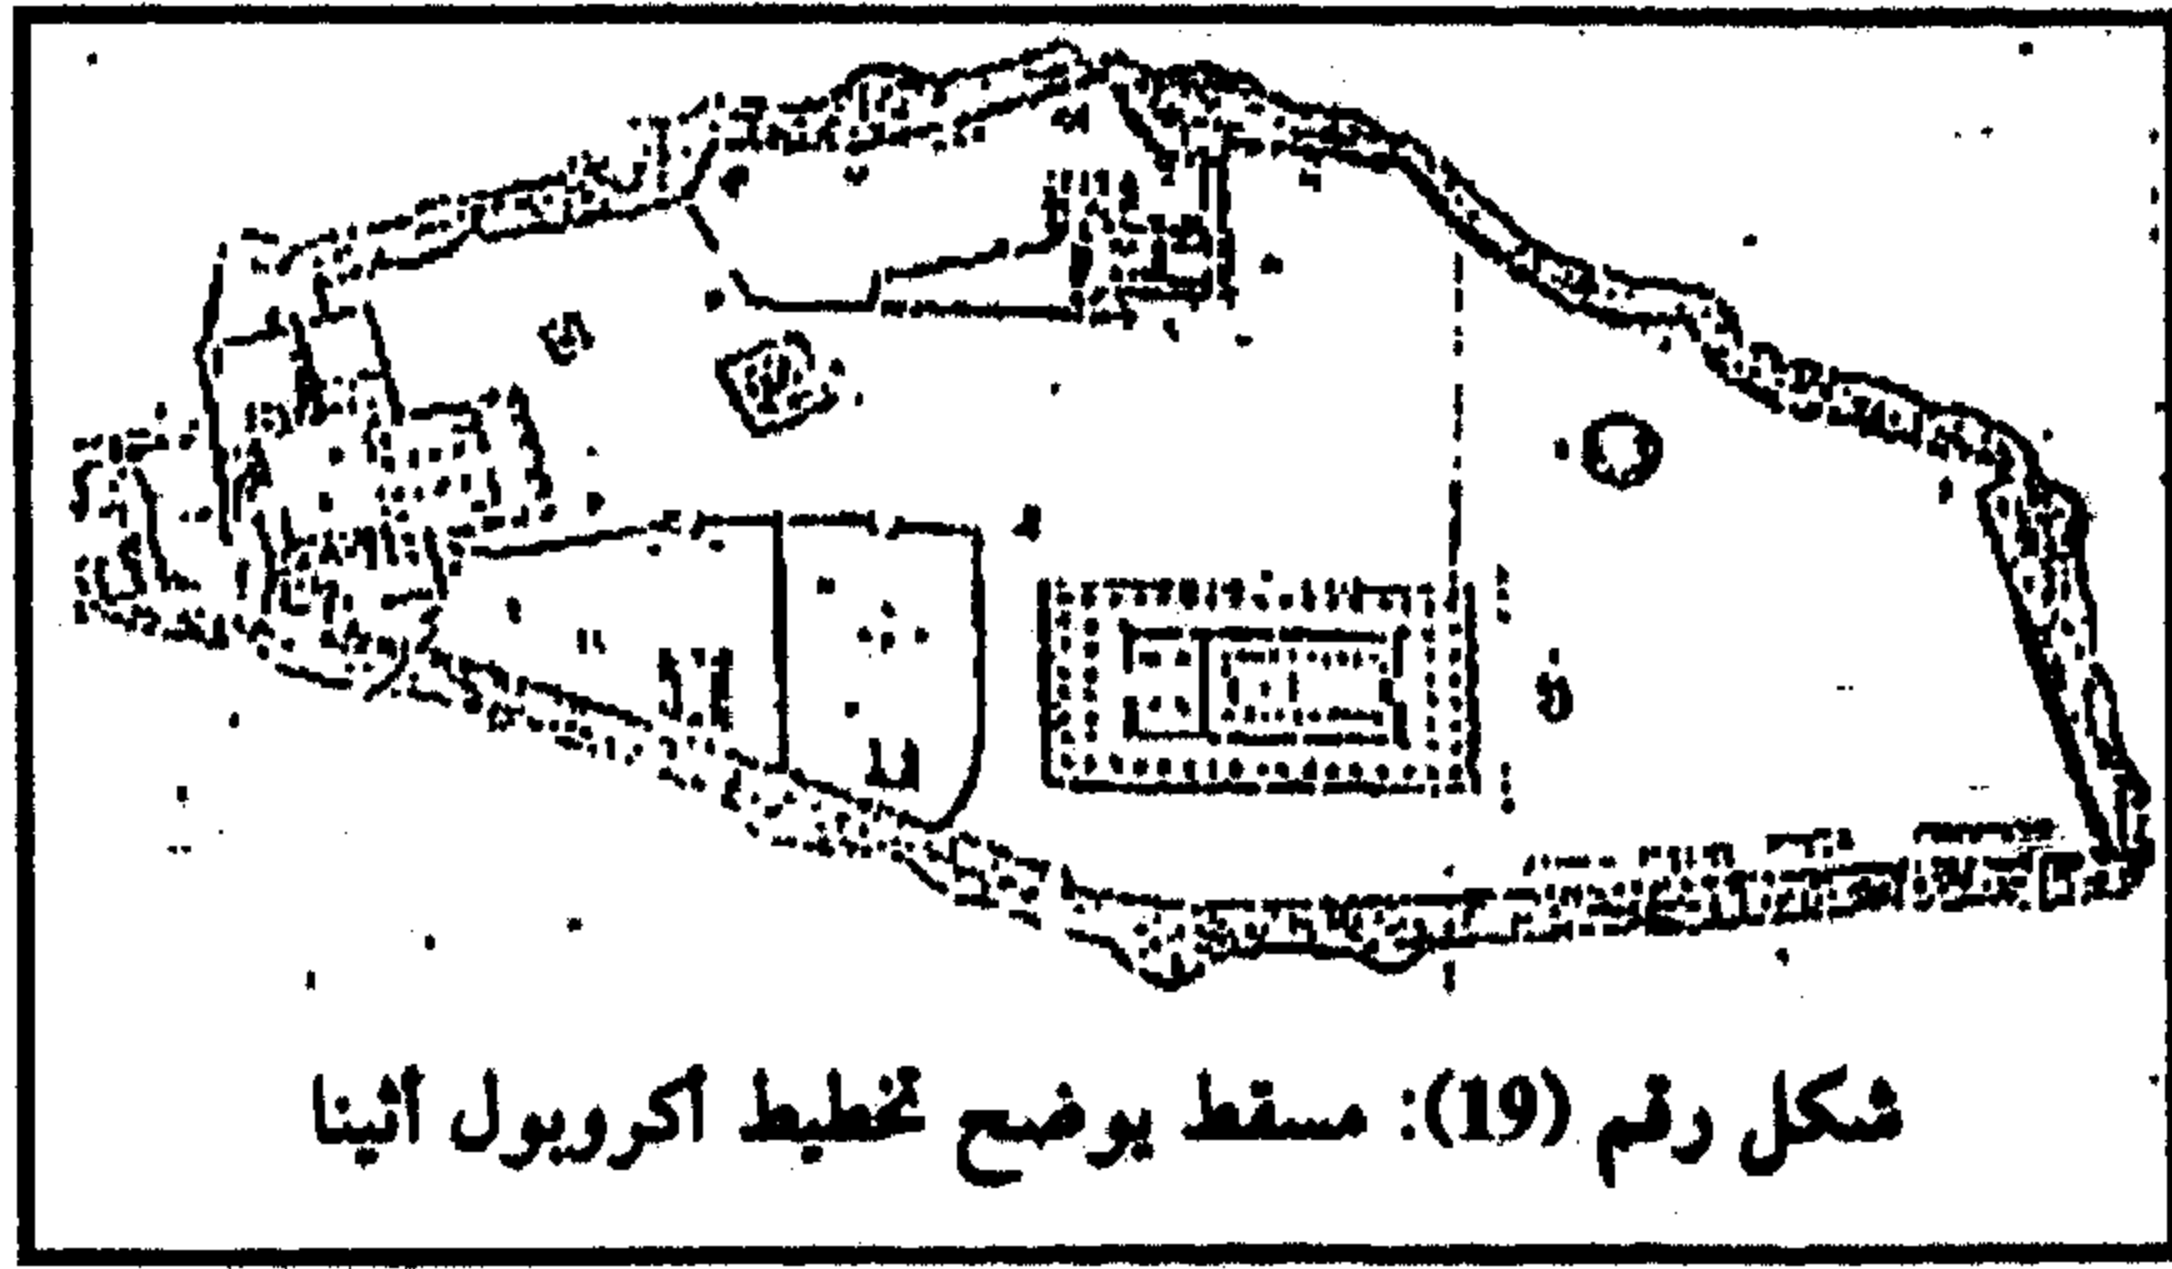 شكل رقم (19): مسقط يوضح تخطيط أكروبول أثينا